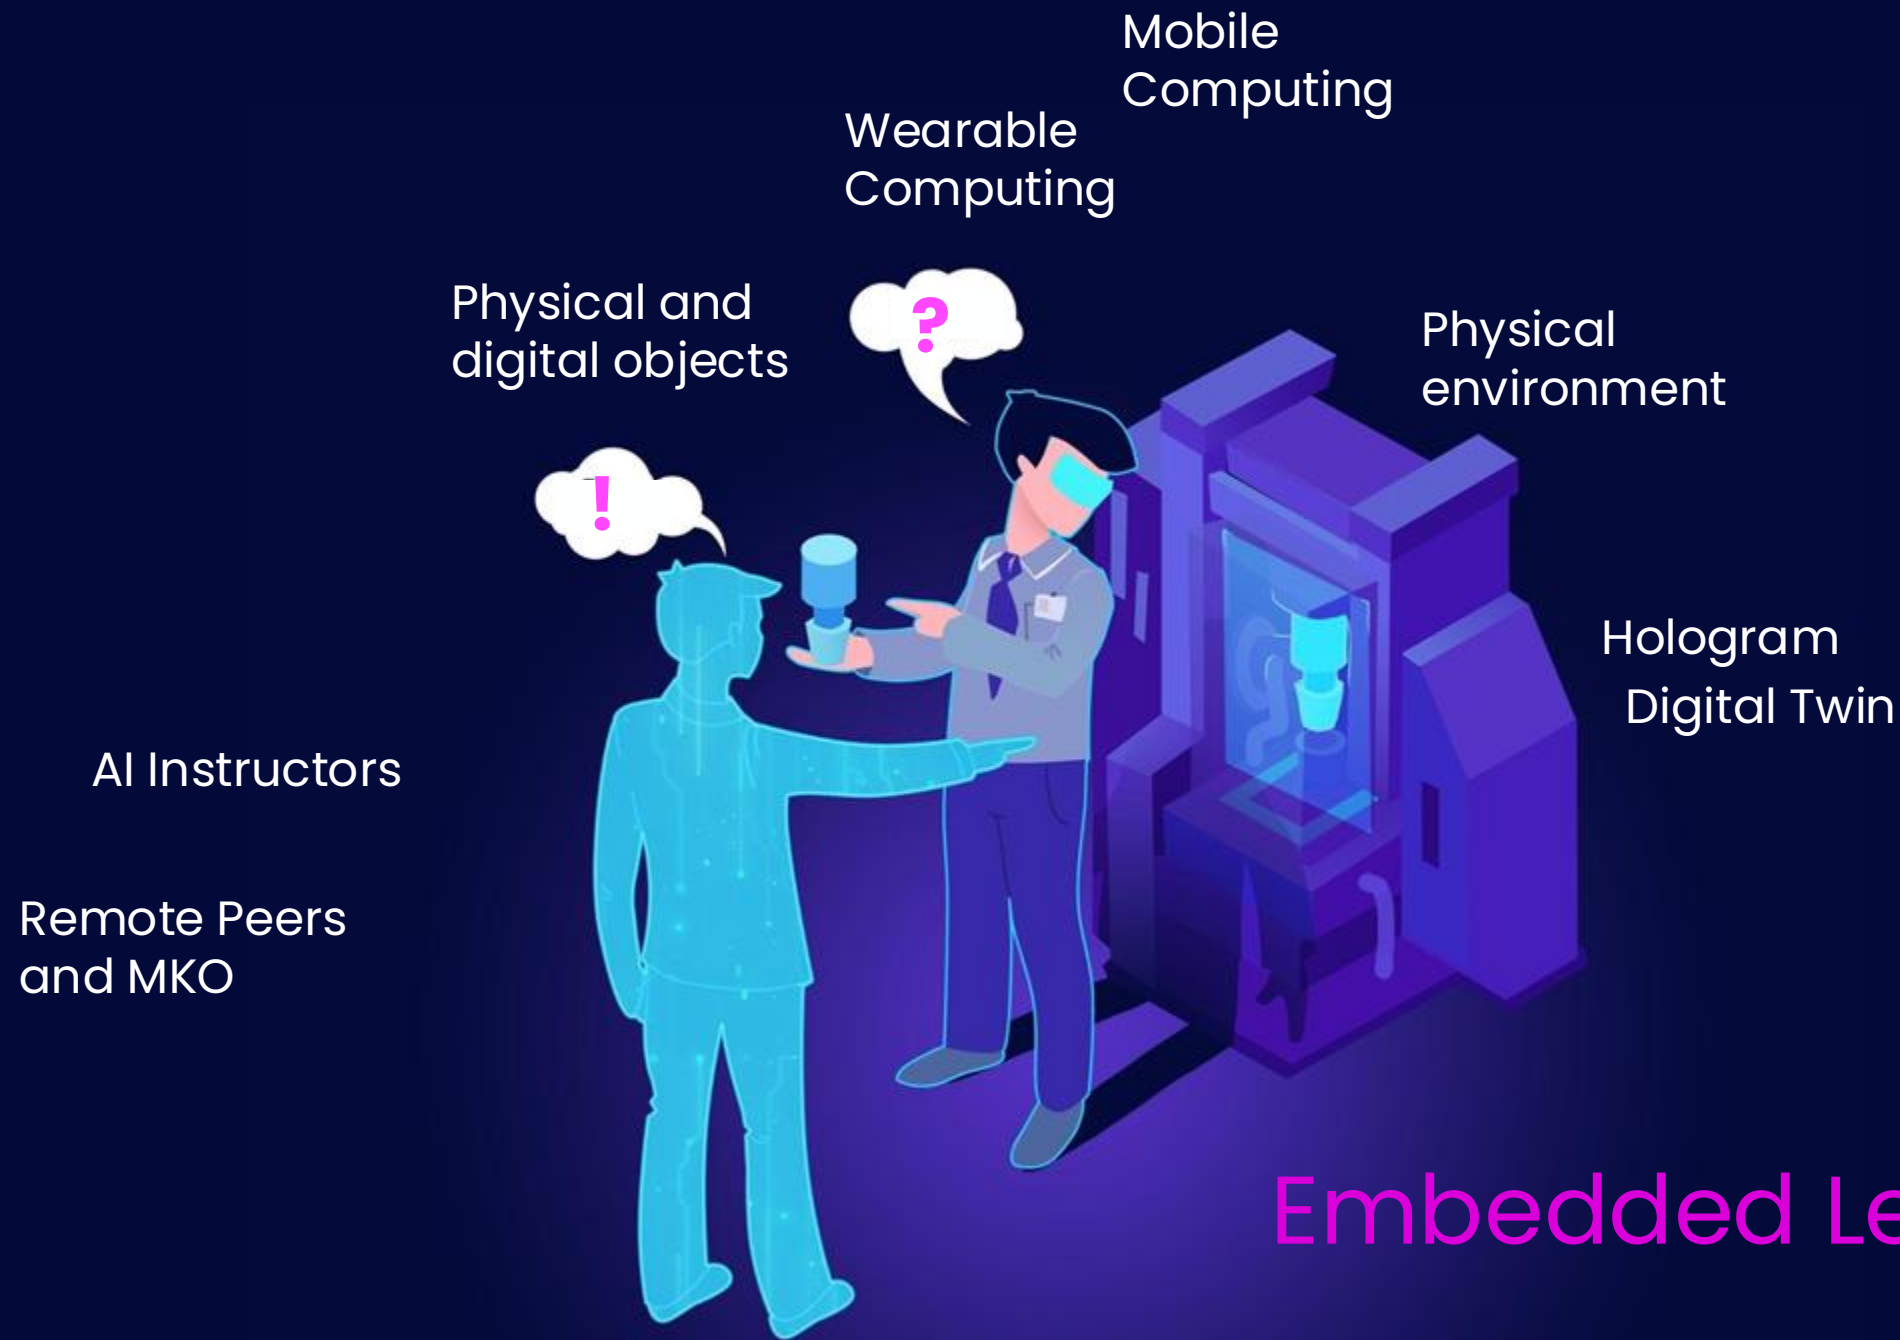 Mobile
Computing
Wearable
Computing
Physical and
digital objects
?
Physical
environment
!
Hologram
Digital Twin
AI Instructors
Remote Peers
and MKO
Embedded